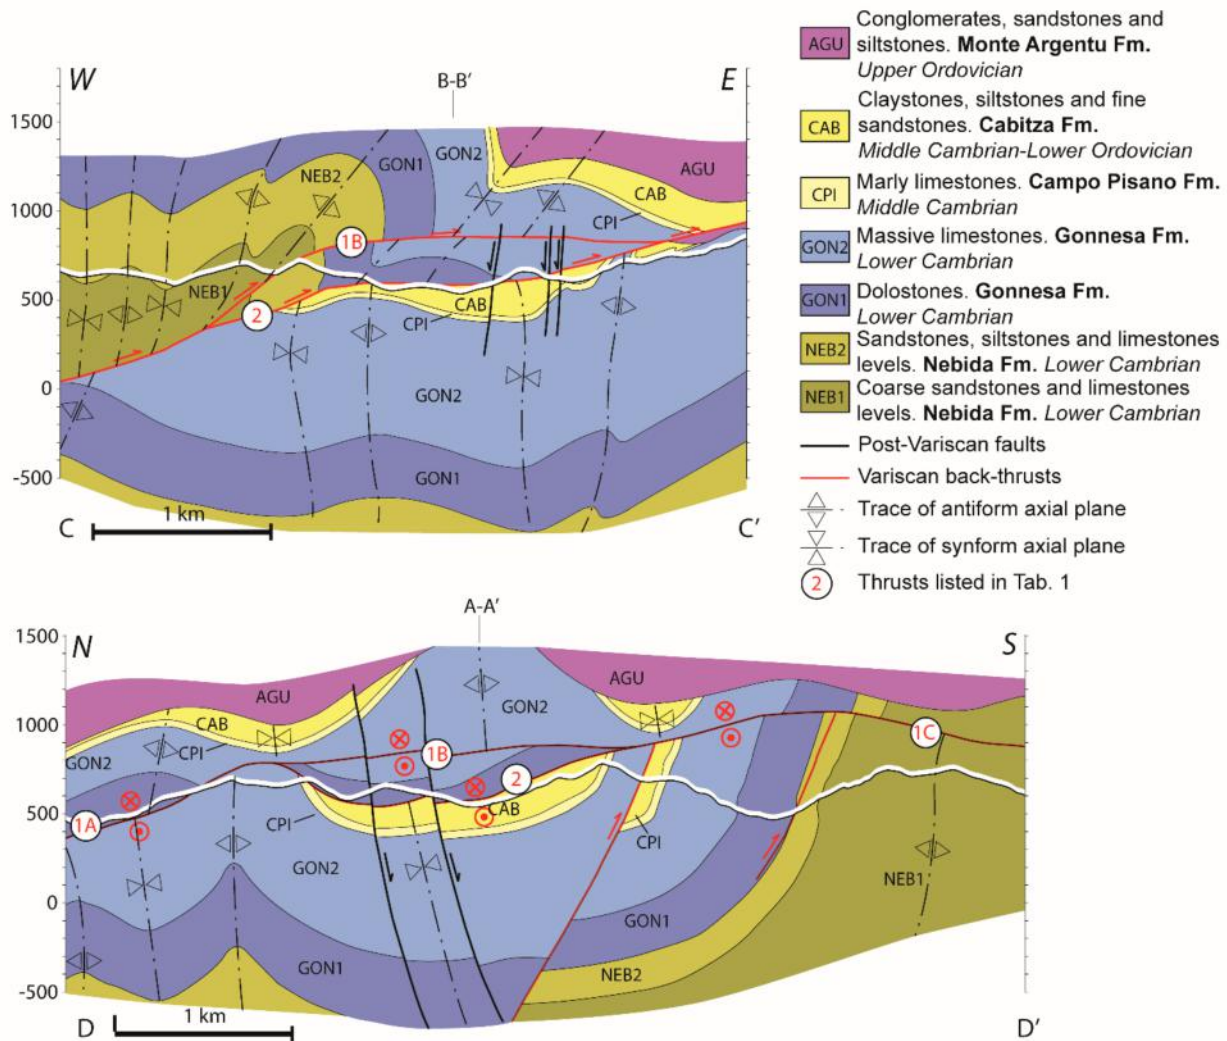 W
B-B'
E
1500
1000
500
0
-500
GON2
GON1
NEB2
AGU
CAB
CPI
1B
NEB1
2
CAB
CPI
GON2
GON1
1 km
C
C'
AGU
Conglomerates, sandstones and
siltstones. Monte Argentu Fm.
Upper Ordovician
CAB
Claystones, siltstones and fine
sandstones. Cabitza Fm.
Middle Cambrian-Lower Ordovician
CPI
Marly limestones. Campo Pisano Fm.
Middle Cambrian
GON2
Massive limestones. Gonnesa Fm.
Lower Cambrian
GON1
Dolostones. Gonnesa Fm.
Lower Cambrian
NEB2
Sandstones, siltstones and limestones
levels. Nebida Fm. Lower Cambrian
NEB1
Coarse sandstones and limestones
levels. Nebida Fm. Lower Cambrian
Post-Variscan faults
Variscan back-thrusts
Trace of antiform axial plane
Trace of synform axial plane
2
Thrusts listed in Tab. 1
A-A'
1500
N
S
1000
500
0
-500
AGU
AGU
CAB
GON2
CPI
GON2
1B
1C
2
1A
CAB
CPI
CPI
GON2
NEB1
GON1
GON1
NEB2
1 km
D
D'